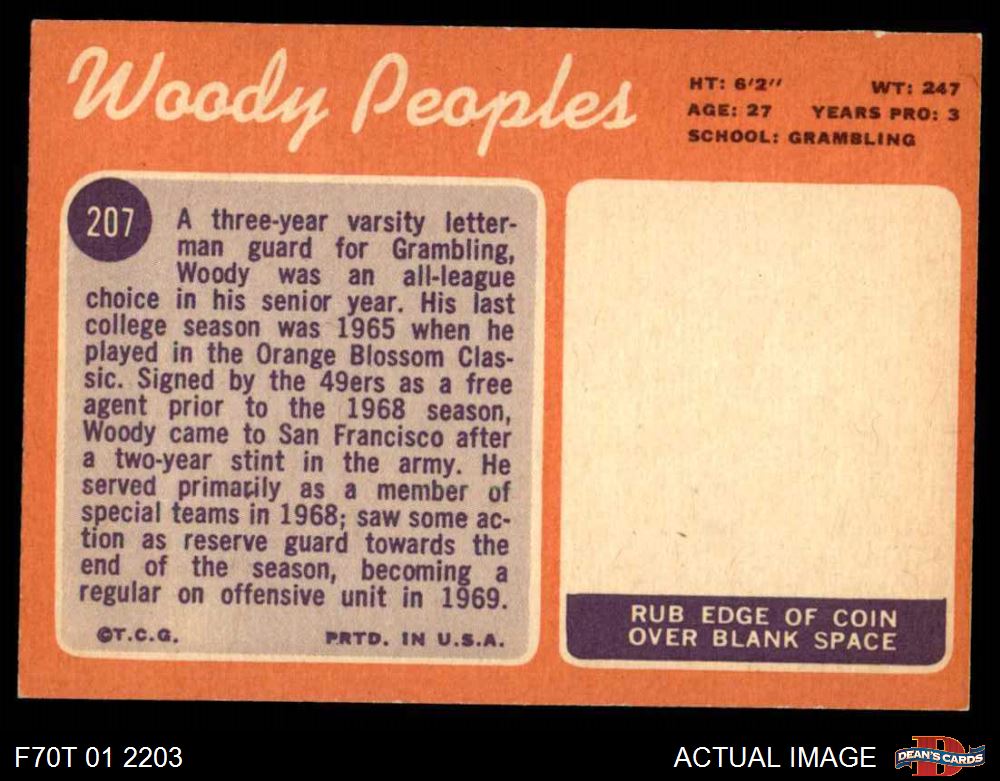 Woody Peoples
HT: 6'2'' WT: 247
AGE: 27 YEARS PRO: 3
SCHOOL: GRAMBLING
207
A three-year varsity letter-
man guard for Grambling,
Woody was an all-league
choice in his senior year. His last
college season was 1965 when he
played in the Orange Blossom Clas-
sic. Signed by the 49ers as a free
agent prior to the 1968 season,
Woody came to San Francisco after
a two-year stint in the army. He
served primarily as a member of
special teams in 1968; saw some ac-
tion as reserve guard towards the
end of the season, becoming a
regular on offensive unit in 1969.
©T.C.G. PRTD. IN U.S.A.
RUB EDGE OF COIN
OVER BLANK SPACE
F70T 01 2203
ACTUAL IMAGE
D
DEAN'S CARDS